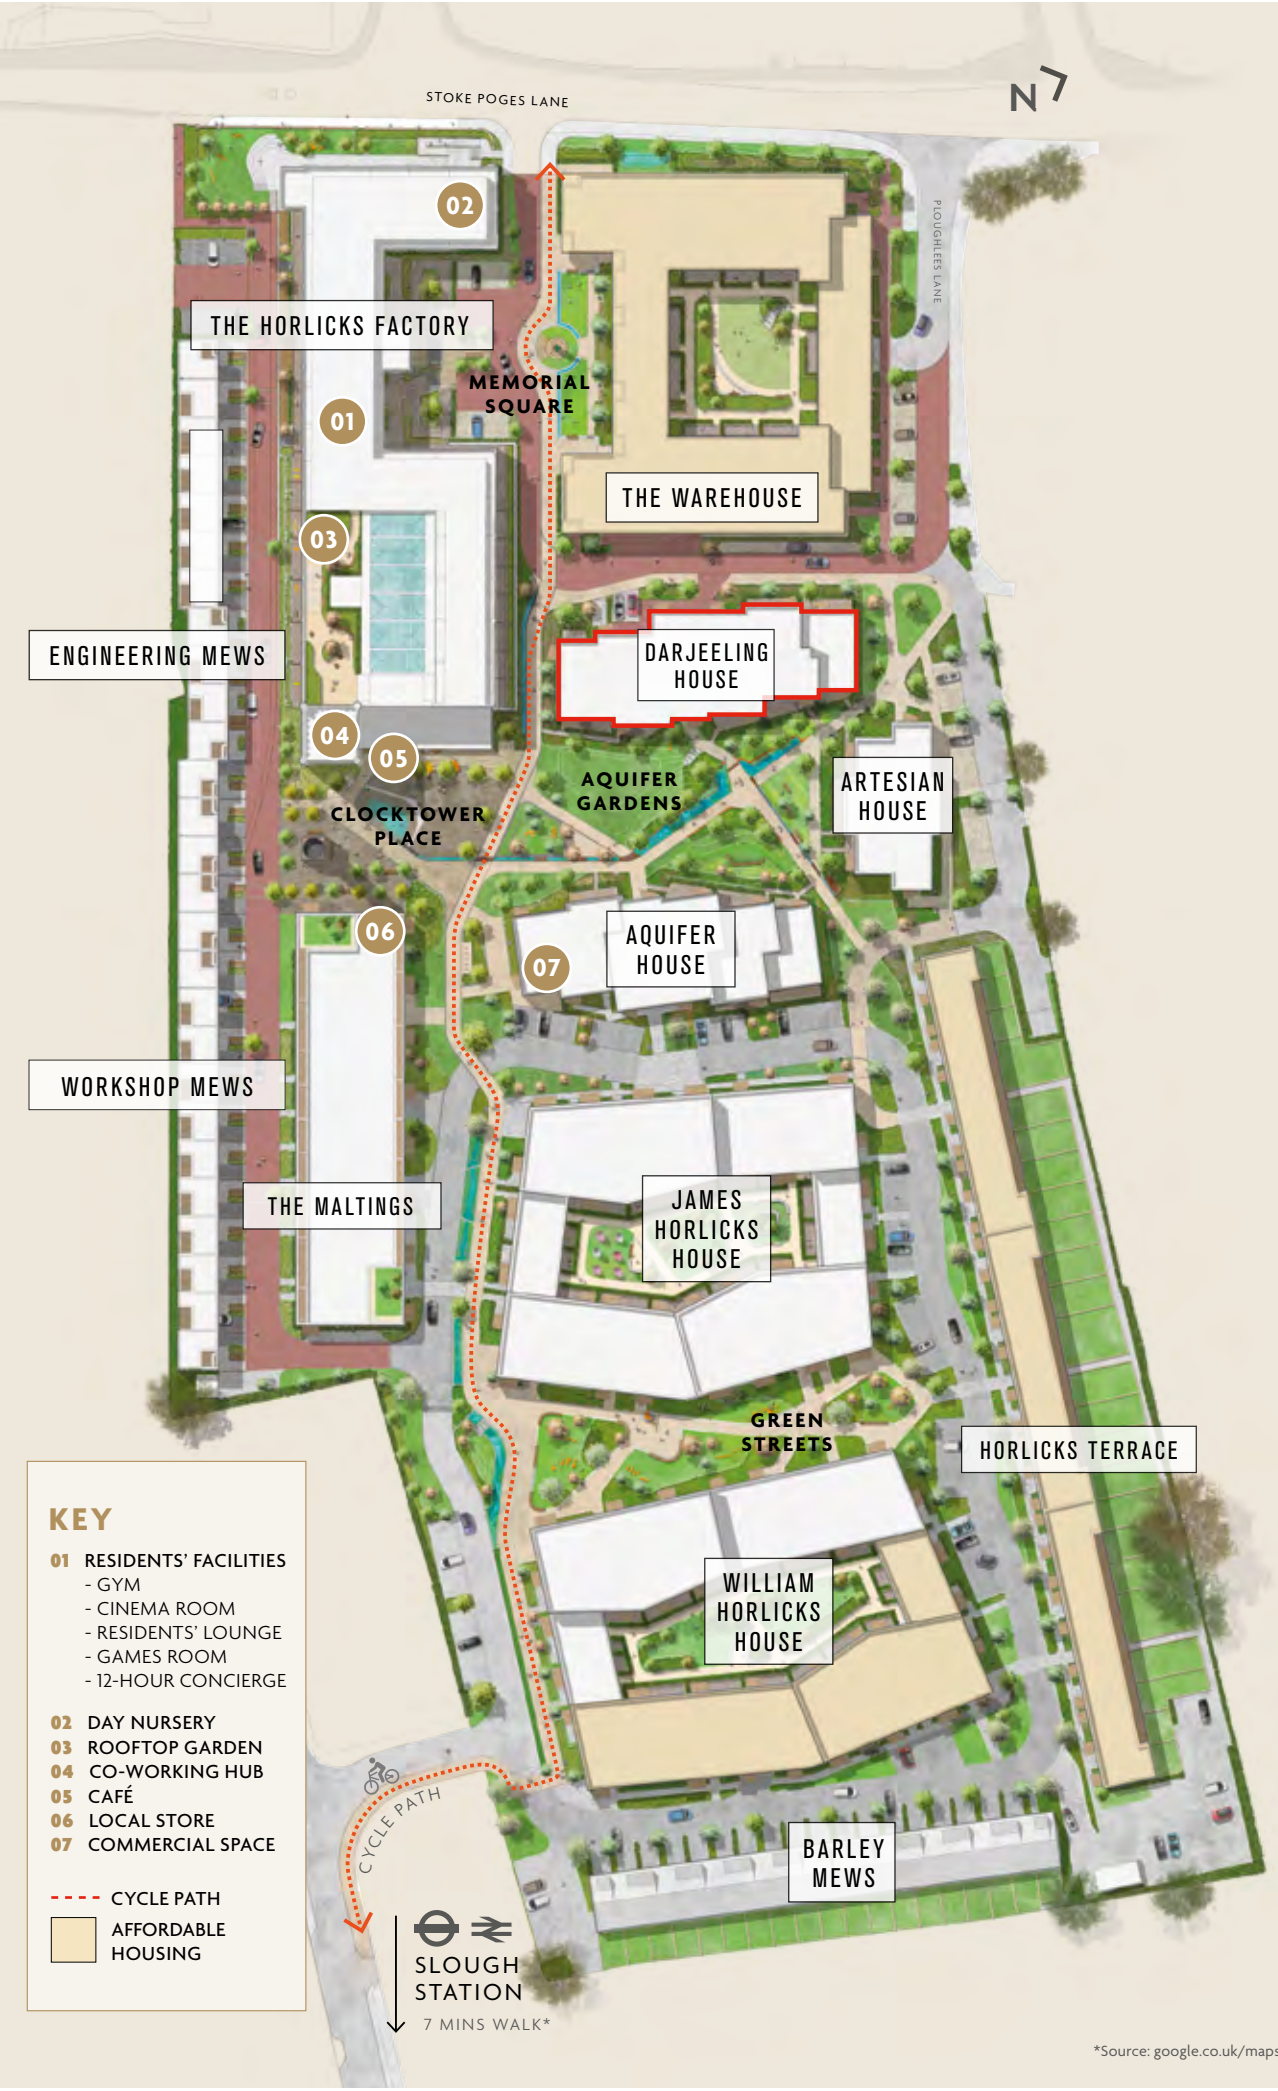 STOKE POGES LANE
N
PLOUGHLEES LANE
02
THE HORLICKS FACTORY
MEMORIAL
SQUARE
01
THE WAREHOUSE
03
ENGINEERING MEWS
DARJEELING
HOUSE
04
05
AQUIFER
GARDENS
ARTESIAN
HOUSE
CLOCKTOWER
PLACE
06
AQUIFER
HOUSE
07
WORKSHOP MEWS
THE MALTINGS
JAMES
HORLICKS
HOUSE
GREEN
STREETS
HORLICKS TERRACE
WILLIAM
HORLICKS
HOUSE
BARLEY
MEWS
KEY
01 RESIDENTS’ FACILITIES
- GYM
- CINEMA ROOM
- RESIDENTS’ LOUNGE
- GAMES ROOM
- 12-HOUR CONCIERGE
02 DAY NURSERY
03 ROOFTOP GARDEN
04 CO-WORKING HUB
05 CAFÉ
06 LOCAL STORE
07 COMMERCIAL SPACE
CYCLE PATH
AFFORDABLE
HOUSING
CYCLE PATH
SLOUGH
STATION
7 MINS WALK*
*Source: google.co.uk/maps